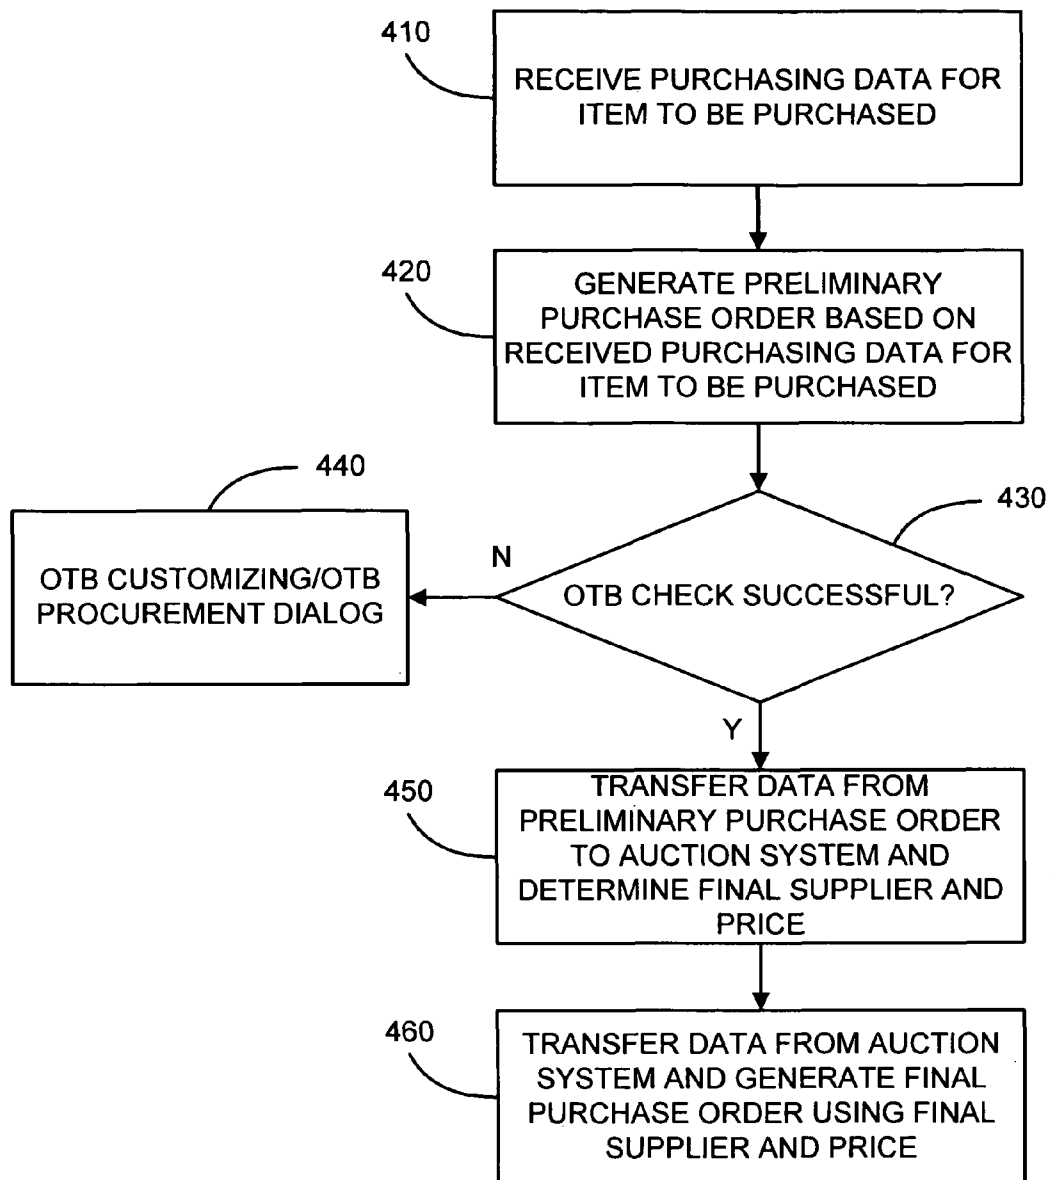 410
RECEIVE PURCHASING DATA FOR
ITEM TO BE PURCHASED
420
GENERATE PRELIMINARY
PURCHASE ORDER BASED ON
RECEIVED PURCHASING DATA FOR
ITEM TO BE PURCHASED
430
OTB CHECK SUCCESSFUL?
N
440
OTB CUSTOMIZING/OTB
PROCUREMENT DIALOG
Y
450
TRANSFER DATA FROM
PRELIMINARY PURCHASE ORDER
TO AUCTION SYSTEM AND
DETERMINE FINAL SUPPLIER AND
PRICE
460
TRANSFER DATA FROM AUCTION
SYSTEM AND GENERATE FINAL
PURCHASE ORDER USING FINAL
SUPPLIER AND PRICE